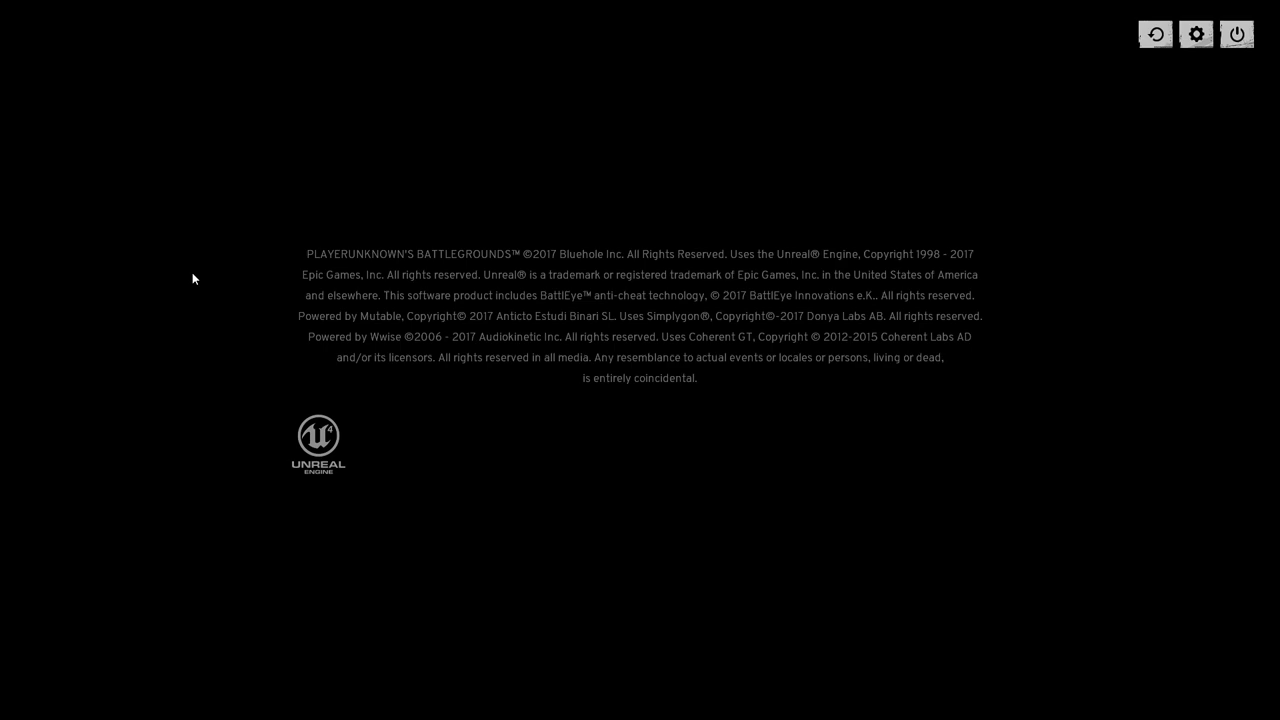 PLAYERUNKNOWN'S BATTLEGROUNDS™ ©2017 Bluehole Inc. All Rights Reserved. Uses the Unreal® Engine, Copyright 1998 - 2017
Epic Games, Inc. All rights reserved. Unreal® is a trademark or registered trademark of Epic Games, Inc. in the United States of America
and elsewhere. This software product includes BattlEye™ anti-cheat technology, © 2017 BattlEye Innovations e.K.. All rights reserved.
Powered by Mutable, Copyright© 2017 Anticto Estudi Binari SL. Uses Simplygon®, Copyright©-2017 Donya Labs AB. All rights reserved.
Powered by Wwise ©2006 - 2017 Audiokinetic Inc. All rights reserved. Uses Coherent GT, Copyright © 2012-2015 Coherent Labs AD
and/or its licensors. All rights reserved in all media. Any resemblance to actual events or locales or persons, living or dead,
is entirely coincidental.
U4
UNREAL
ENGINE